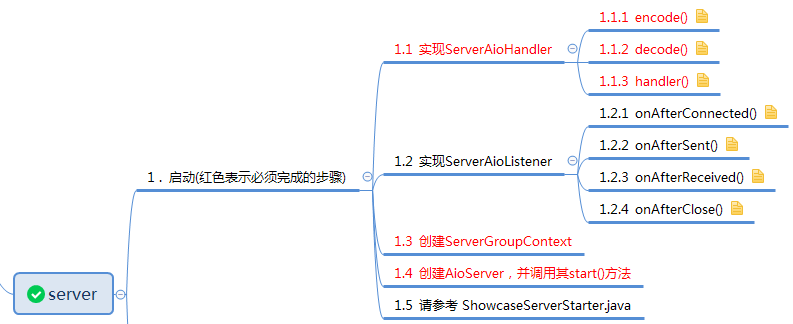 1.1.1 encode()
1.1 实现ServerAioHandler
1.1.2 decode()
1.1.3 handler()
1.2.1 onAfterConnected()
1.2.2 onAfterSent()
1.2 实现ServerAioListener
1．启动(红色表示必须完成的步骤)
1.2.3 onAfterReceived()
1.2.4 onAfterClose()
1.3 创建ServerGroupContext
1.4 创建AioServer，并调用其start()方法
server
1.5 请参考 ShowcaseServerStarter.java